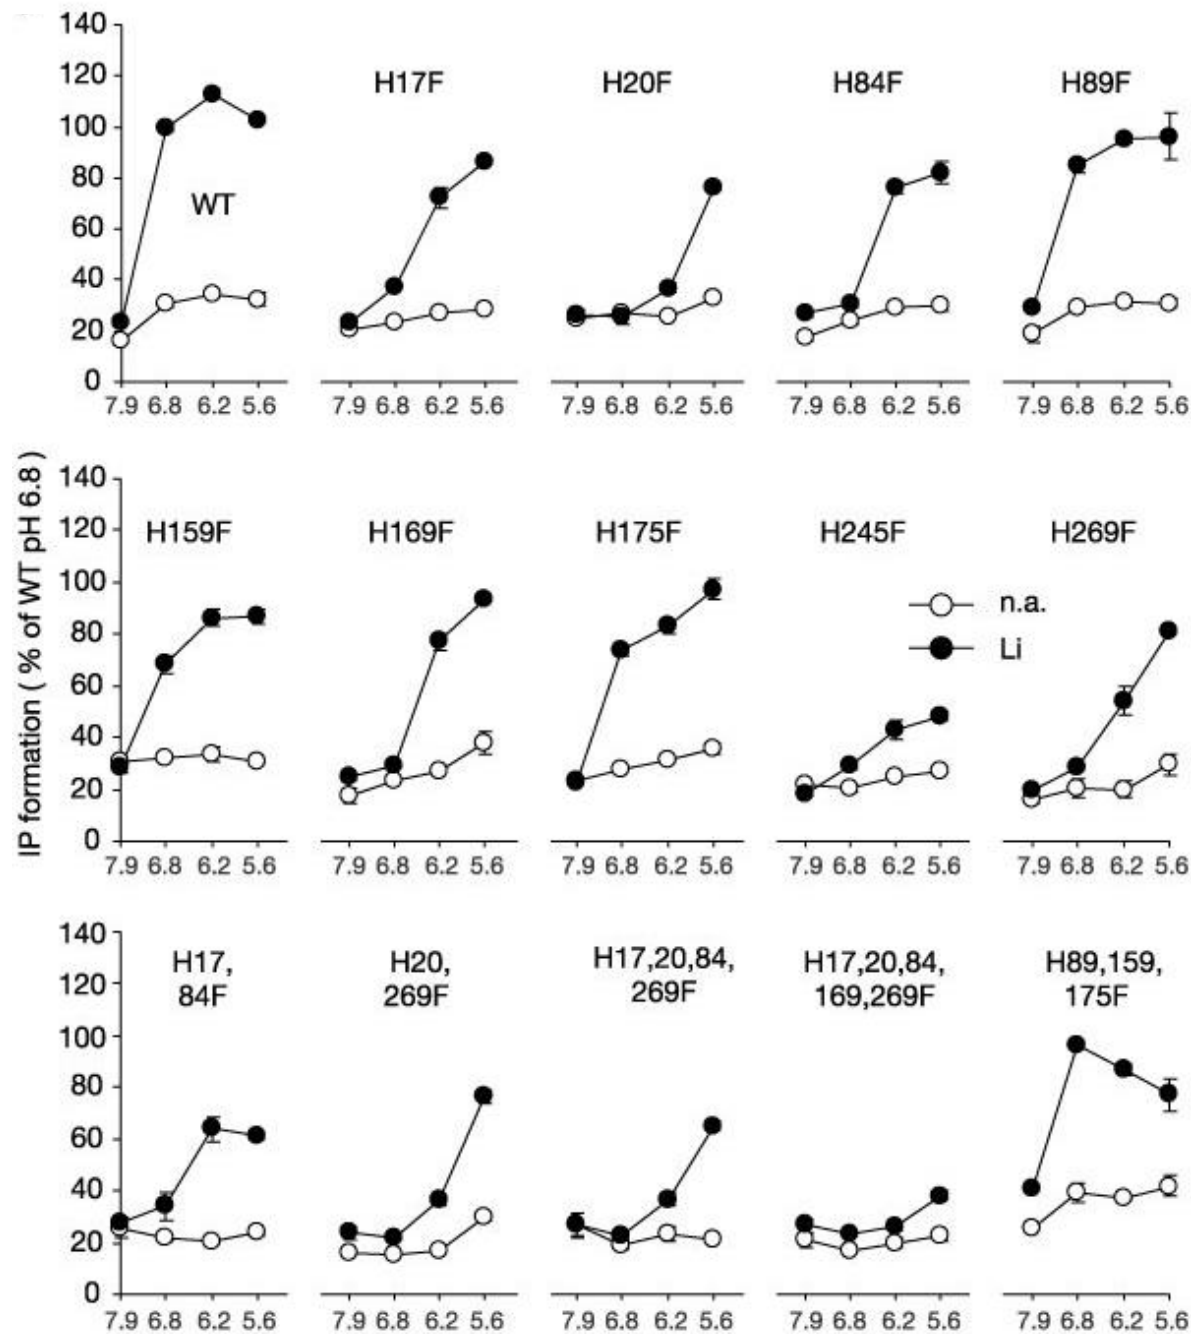 140
120
100
80
60
40
20
0
WT
H17F
H20F
H84F
H89F
7.9 6.8 6.2 5.6
7.9 6.8 6.2 5.6
7.9 6.8 6.2 5.6
7.9 6.8 6.2 5.6
7.9 6.8 6.2 5.6
IP formation ( % of WT pH 6.8 )
140
120
100
80
60
40
20
0
H159F
H169F
H175F
H245F
H269F
n.a.
Li
7.9 6.8 6.2 5.6
7.9 6.8 6.2 5.6
7.9 6.8 6.2 5.6
7.9 6.8 6.2 5.6
7.9 6.8 6.2 5.6
140
120
100
80
60
40
20
0
H17,
84F
H20,
269F
H17,20,84,
269F
H17,20,84,
169,269F
H89,159,
175F
7.9 6.8 6.2 5.6
7.9 6.8 6.2 5.6
7.9 6.8 6.2 5.6
7.9 6.8 6.2 5.6
7.9 6.8 6.2 5.6